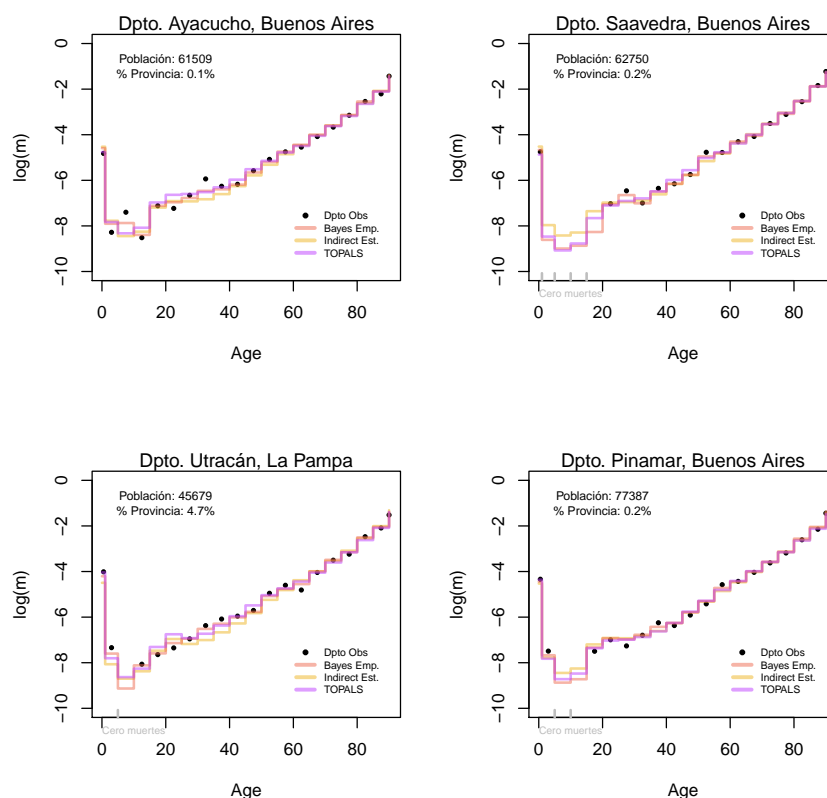 Dpto. Ayacucho, Buenos Aires
Población: 61509
% Provincia: 0.1%
log(m)
0
−2
−4
−6
−8
−10
Dpto Obs
Bayes Emp.
Indirect Est.
TOPALS
0 20 40 60 80
Age
Dpto. Saavedra, Buenos Aires
Población: 62750
% Provincia: 0.2%
log(m)
0
−2
−4
−6
−8
−10
Dpto Obs
Bayes Emp.
Indirect Est.
TOPALS
Cero muertes
0 20 40 60 80
Age
Dpto. Utracán, La Pampa
Población: 45679
% Provincia: 4.7%
log(m)
0
−2
−4
−6
−8
−10
Dpto Obs
Bayes Emp.
Indirect Est.
TOPALS
Cero muertes
0 20 40 60 80
Age
Dpto. Pinamar, Buenos Aires
Población: 77387
% Provincia: 0.2%
log(m)
0
−2
−4
−6
−8
−10
Dpto Obs
Bayes Emp.
Indirect Est.
TOPALS
Cero muertes
0 20 40 60 80
Age